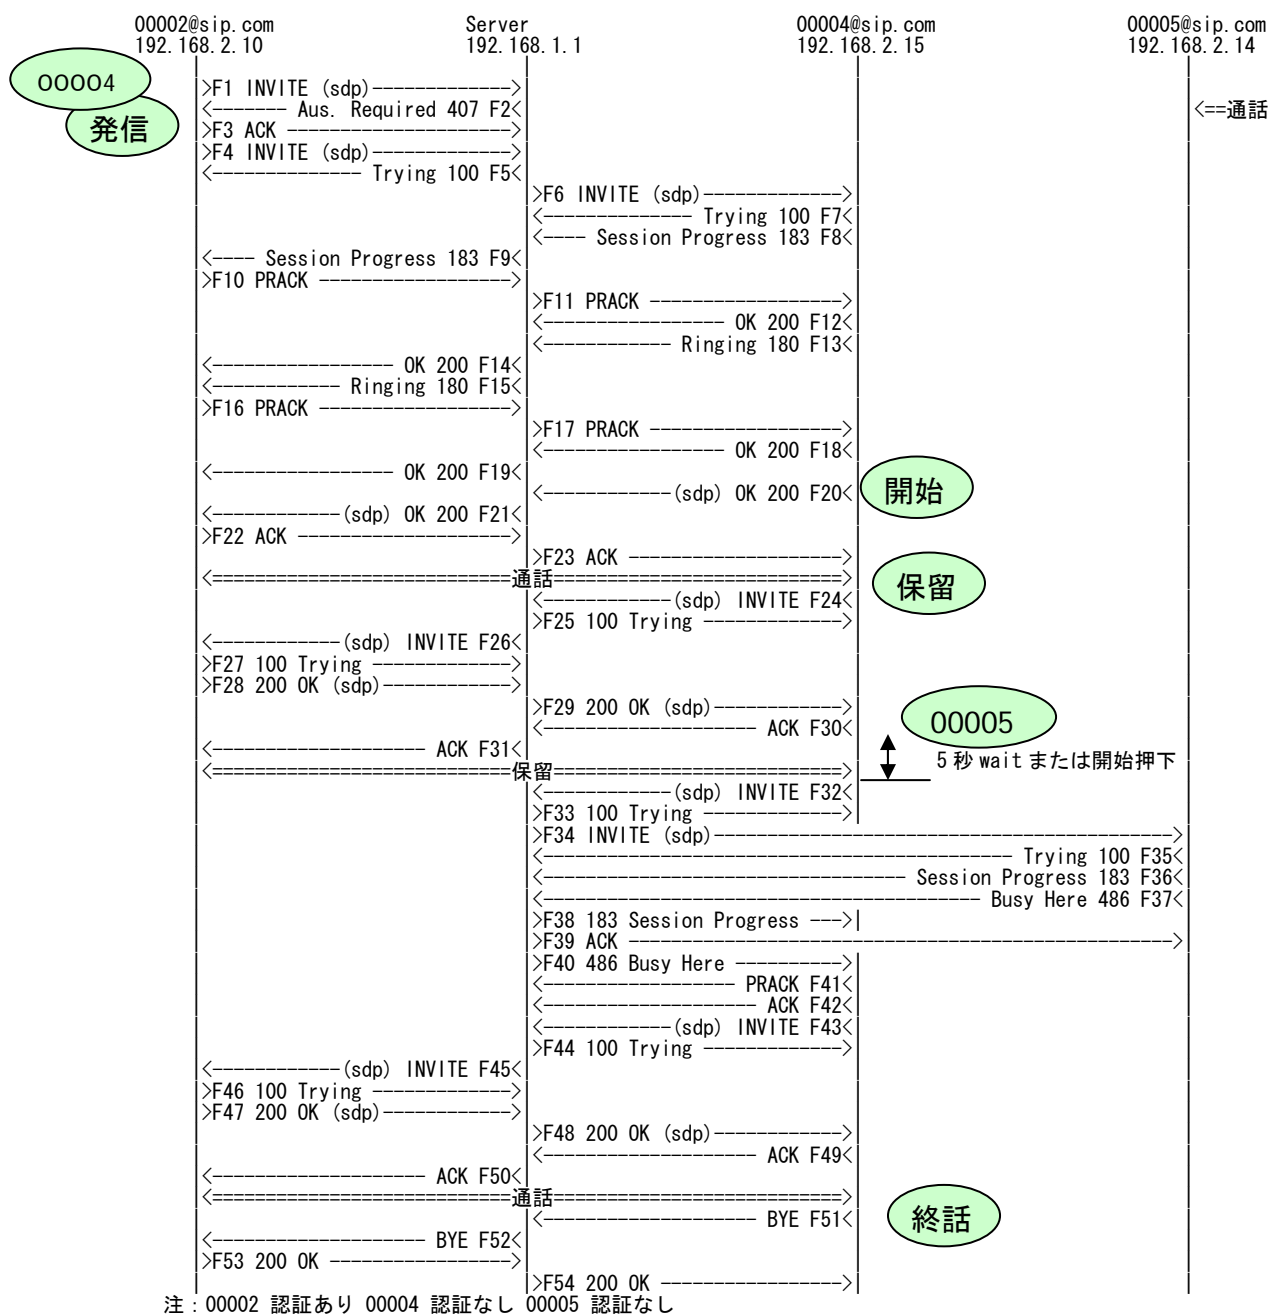 00002@sip.com Server 00004@sip.com 00005@sip.com
192.168.2.10 192.168.1.1 192.168.2.15 192.168.2.14
00004
発信
>F1 INVITE (sdp)------------->
<------- Aus. Required 407 F2<
<==通話
>F3 ACK --------------------->
>F4 INVITE (sdp)------------->
<-------------- Trying 100 F5<
>F6 INVITE (sdp)------------->
<-------------- Trying 100 F7<
<---- Session Progress 183 F8<
<---- Session Progress 183 F9<
>F10 PRACK ------------------>
>F11 PRACK ------------------>
<----------------- OK 200 F12<
<------------ Ringing 180 F13<
<----------------- OK 200 F14<
<------------ Ringing 180 F15<
>F16 PRACK ------------------>
>F17 PRACK ------------------>
<----------------- OK 200 F18<
<----------------- OK 200 F19<
<------------(sdp) OK 200 F20<
開始
<------------(sdp) OK 200 F21<
>F22 ACK -------------------->
>F23 ACK -------------------->
<============================通話===========================>
保留
<------------(sdp) INVITE F24<
>F25 100 Trying ------------->
<------------(sdp) INVITE F26<
>F27 100 Trying ------------->
>F28 200 OK (sdp)------------>
>F29 200 OK (sdp)------------>
<-------------------- ACK F30<
00005
<-------------------- ACK F31<
5秒 wait または開始押下
<============================保留===========================>
<------------(sdp) INVITE F32<
>F33 100 Trying ------------->
>F34 INVITE (sdp)------------------------------------------->
<-------------------------------------------- Trying 100 F35<
<---------------------------------- Session Progress 183 F36<
<----------------------------------------- Busy Here 486 F37<
>F38 183 Session Progress --->|
>F39 ACK --------------------------------------------------->
>F40 486 Busy Here ---------->
<------------------ PRACK F41<
<-------------------- ACK F42<
<------------(sdp) INVITE F43<
>F44 100 Trying ------------->
<------------(sdp) INVITE F45<
>F46 100 Trying ------------->
>F47 200 OK (sdp)------------>
>F48 200 OK (sdp)------------>
<-------------------- ACK F49<
<-------------------- ACK F50<
<============================通話===========================>
<-------------------- BYE F51<
終話
<-------------------- BYE F52<
>F53 200 OK ----------------->
>F54 200 OK ----------------->
注：00002 認証あり 00004 認証なし 00005 認証なし